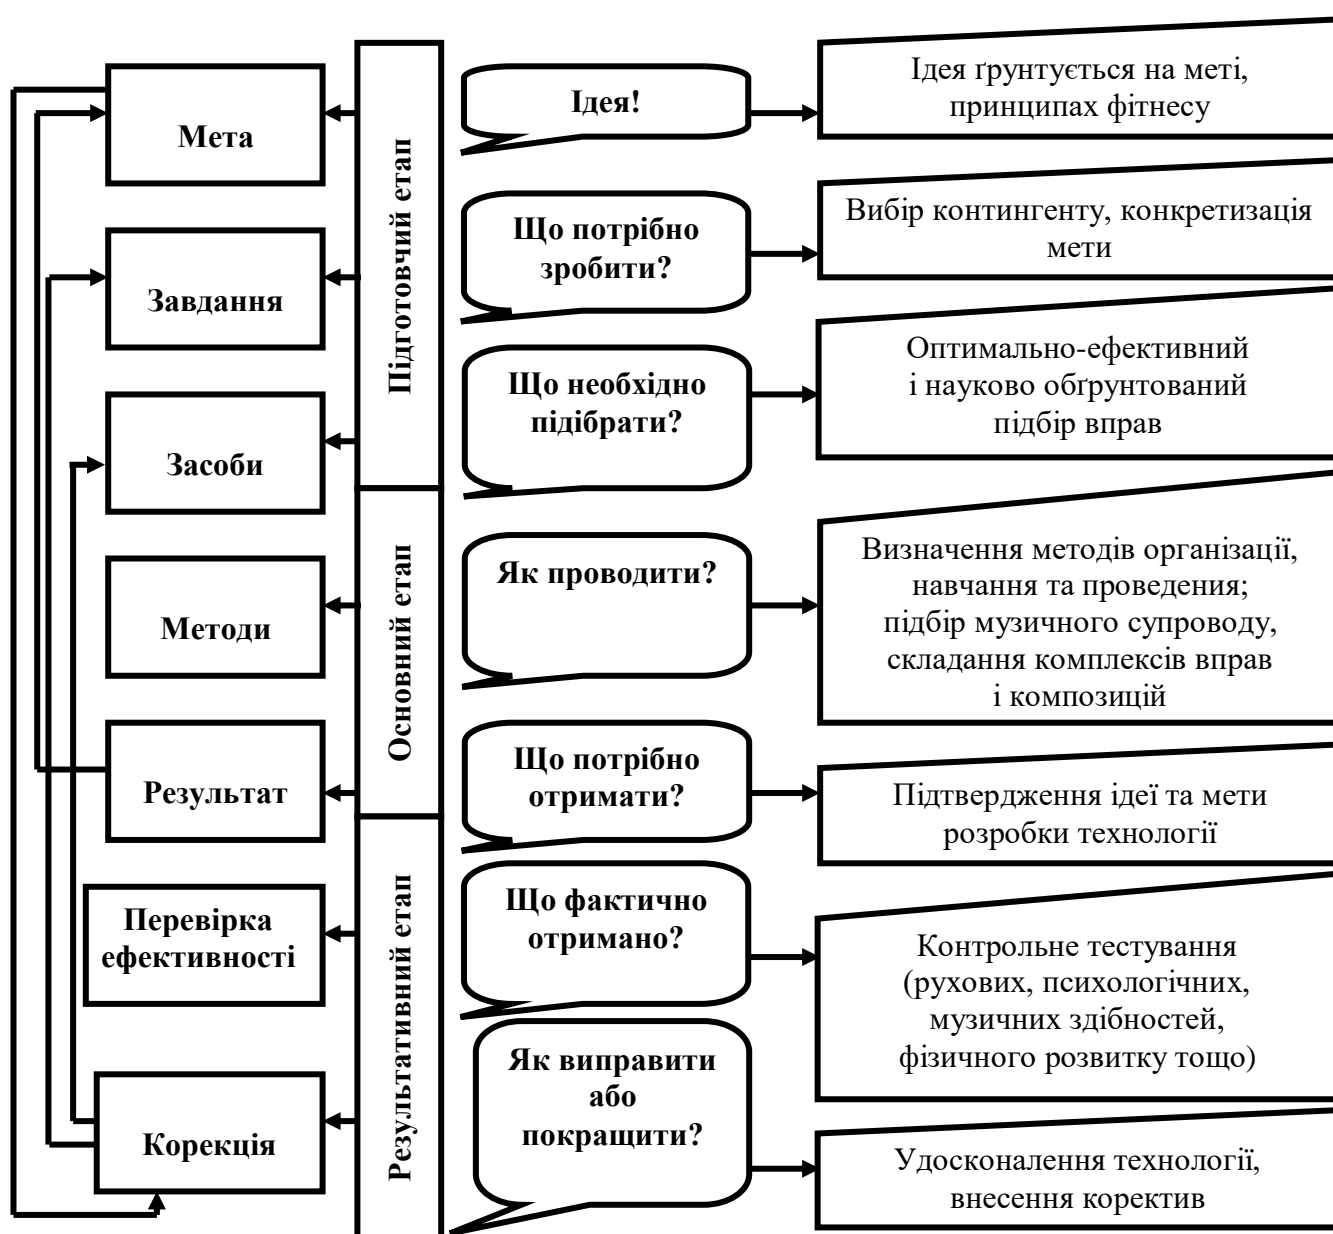 Мета
Завдання
Засоби
Методи
Результат
Перевірка
ефективності
Корекція
Підготовчий етап
Основний етап
Результативний етап
Ідея!
Що потрібно
зробити?
Що необхідно
підібрати?
Як проводити?
Що потрібно
отримати?
Що фактично
отримано?
Як виправити
або
покращити?
Ідея ґрунтується на меті,
принципах фітнесу
Вибір контингенту, конкретизація
мети
Оптимально-ефективний
і науково обґрунтований
підбір вправ
Визначення методів організації,
навчання та проведения;
підбір музичного супроводу,
складання комплексів вправ
і композицій
Підтвердження ідеї та мети
розробки технології
Контрольне тестування
(рухових, психологічних,
музичних здібностей,
фізичного розвитку тощо)
Удосконалення технології,
внесення коректив